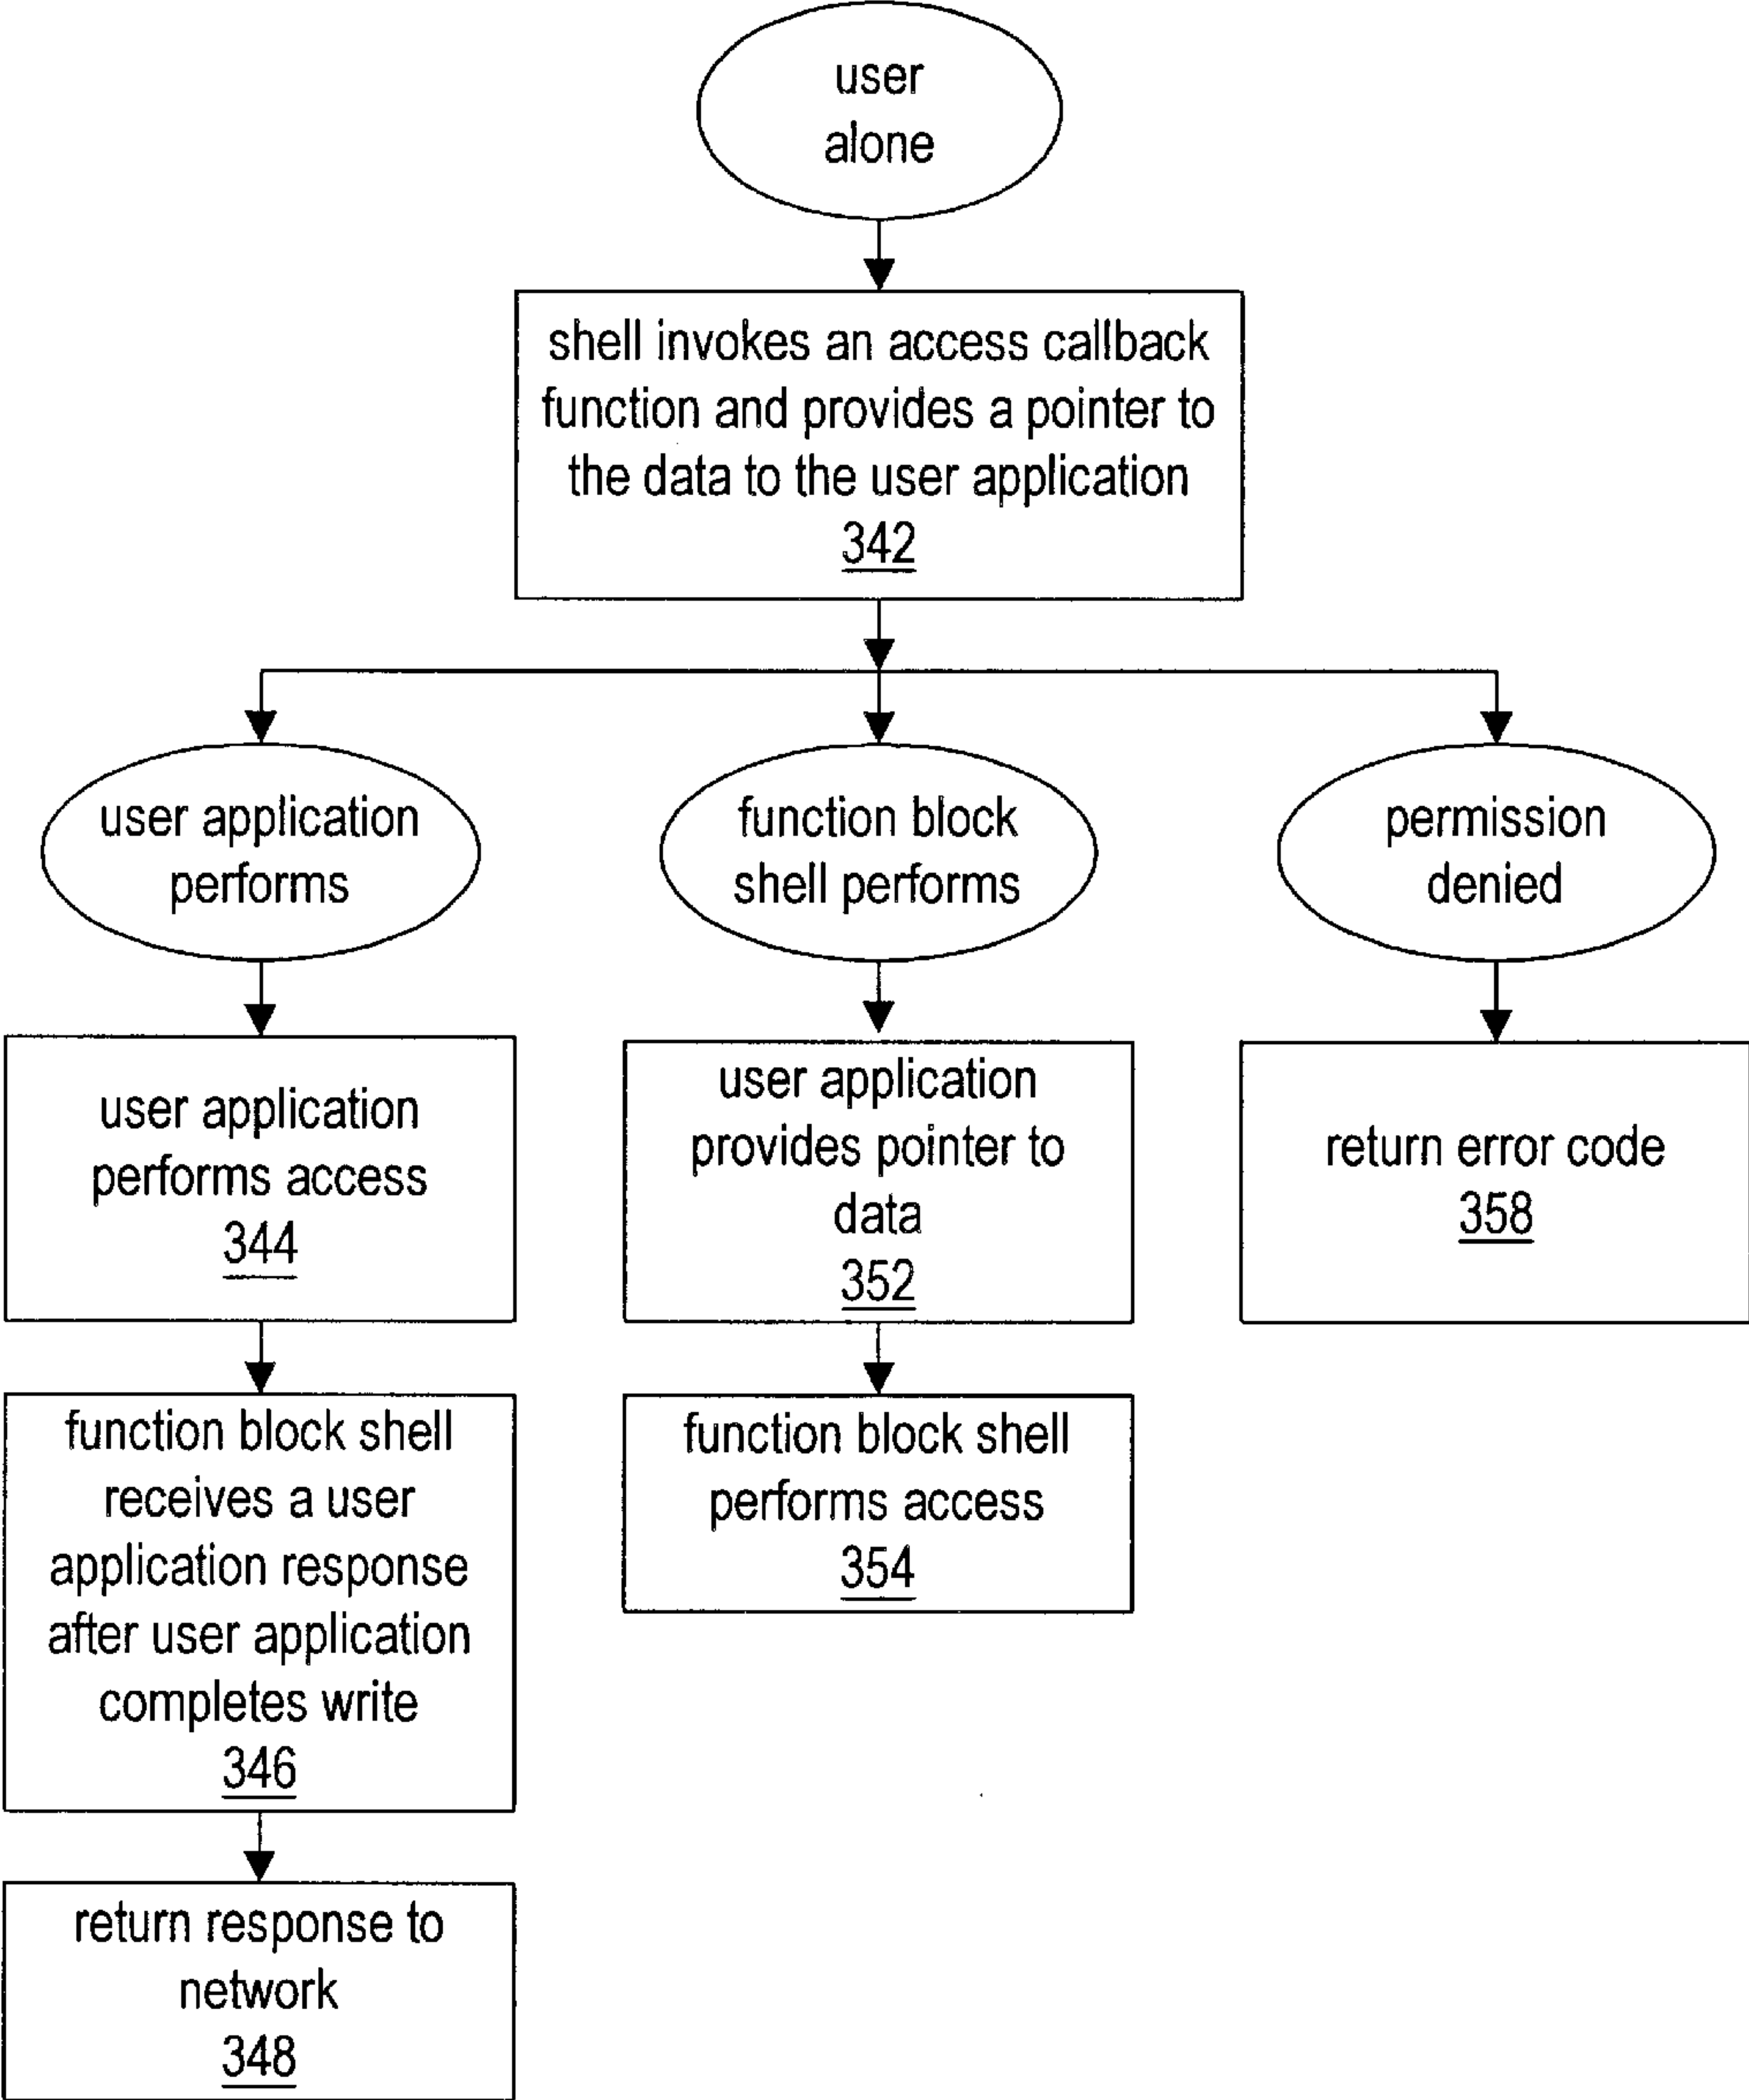 user
alone
shell invokes an access callback
function and provides a pointer to
the data to the user application
342
user application
performs
function block
shell performs
permission
denied
user application
performs access
344
user application
provides pointer to
data
352
return error code
358
function block shell
receives a user
application response
after user application
completes write
346
function block shell
performs access
354
return response to
network
348